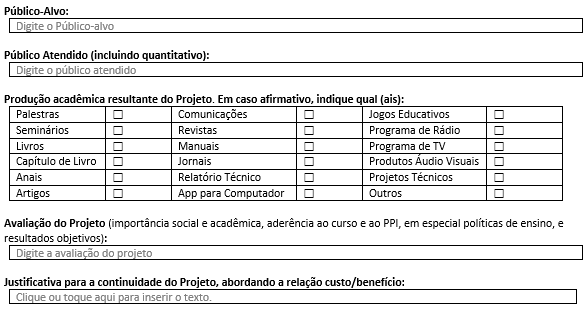 Público-Alvo:
Digite o Público-alvo
Público Atendido (incluindo quantitativo):
Digite o público atendido
Produção acadêmica resultante do Projeto. Em caso afirmativo, indique qual (ais):
Palestras ☐ Comunicações ☐ Jogos Educativos ☐
Seminários ☐ Revistas ☐ Programa de Rádio ☐
Livros ☐ Manuais ☐ Programa de TV ☐
Capítulo de Livro ☐ Jornais ☐ Produtos Áudio Visuais ☐
Anais ☐ Relatório Técnico ☐ Projetos Técnicos ☐
Artigos ☐ App para Computador ☐ Outros ☐
Avaliação do Projeto (importância social e acadêmica, aderência ao curso e ao PPI, em especial políticas de ensino, e
resultados objetivos):
Digite a avaliação do projeto
Justificativa para a continuidade do Projeto, abordando a relação custo/benefício:
Clique ou toque aqui para inserir o texto.